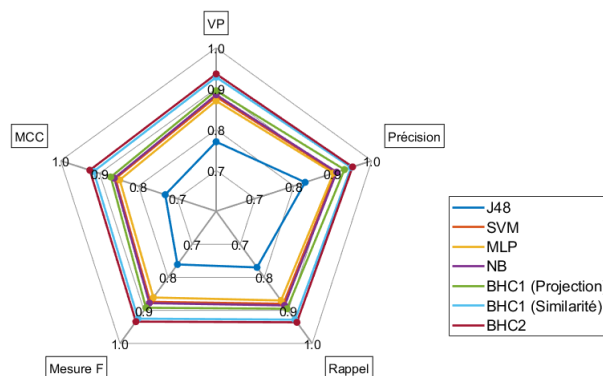 VP
1.0
0.9
0.8
0.7
MCC
1.0
0.9
0.8
0.7
Précision
1.0
0.9
0.8
0.7
0.7
0.8
0.9
1.0
Mesure F
0.7
0.8
0.9
1.0
Rappel
J48
SVM
MLP
NB
BHC1 (Projection
BHC1 (Similarité)
BHC2